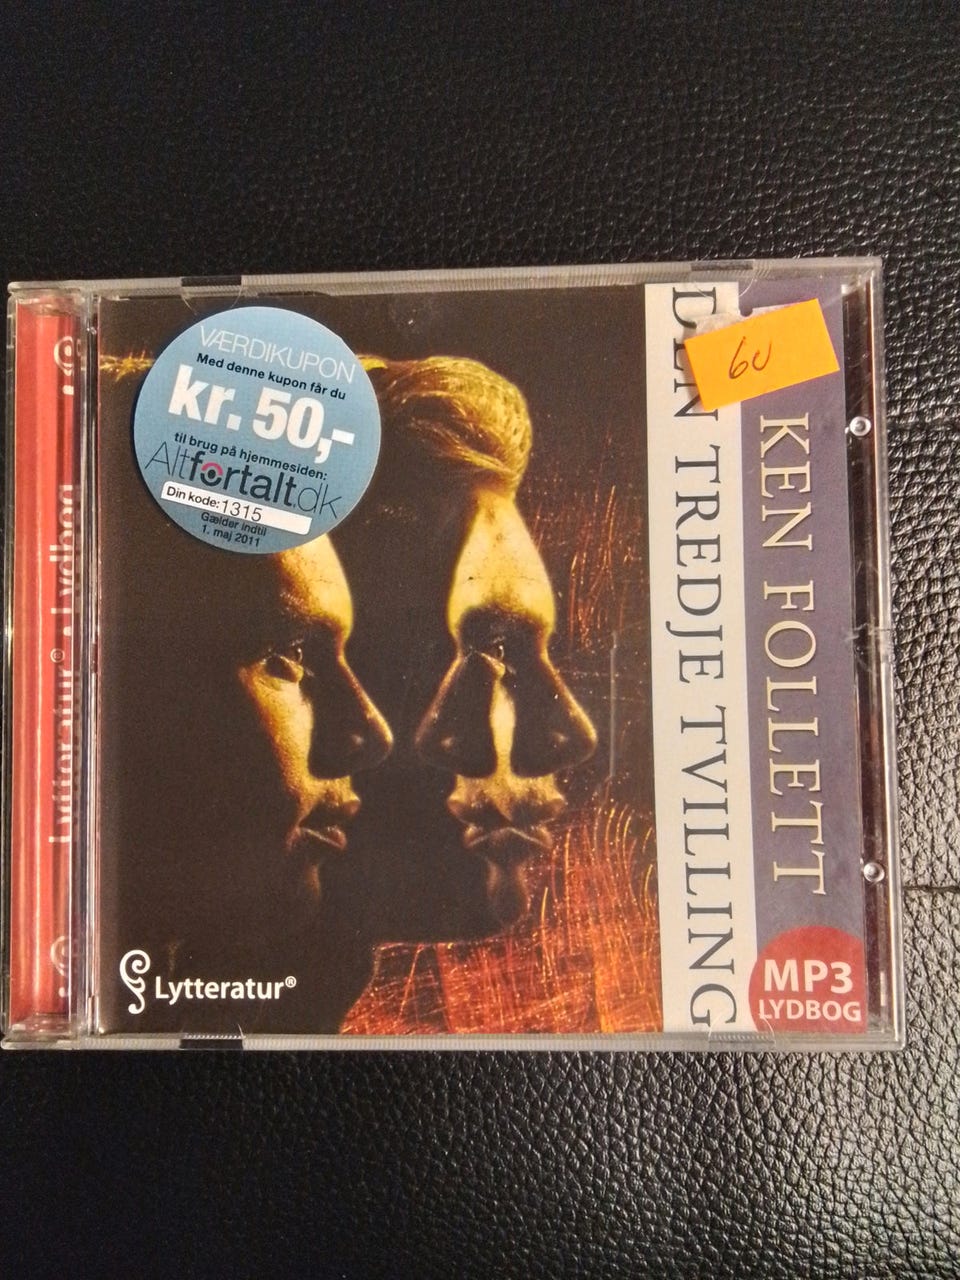 VÆRDIKUPON
Med denne kupon får du
kr. 50,-
til brug på hjemmesiden:
Altfortalt.dk
Din kode: 1315
Gælder indtil
1. maj 2011
60
KEN FOLLETT
DEN TREDJE TVILLING
Lytteratur® • Lydbog
Lytteratur®
MP3
LYDBOG